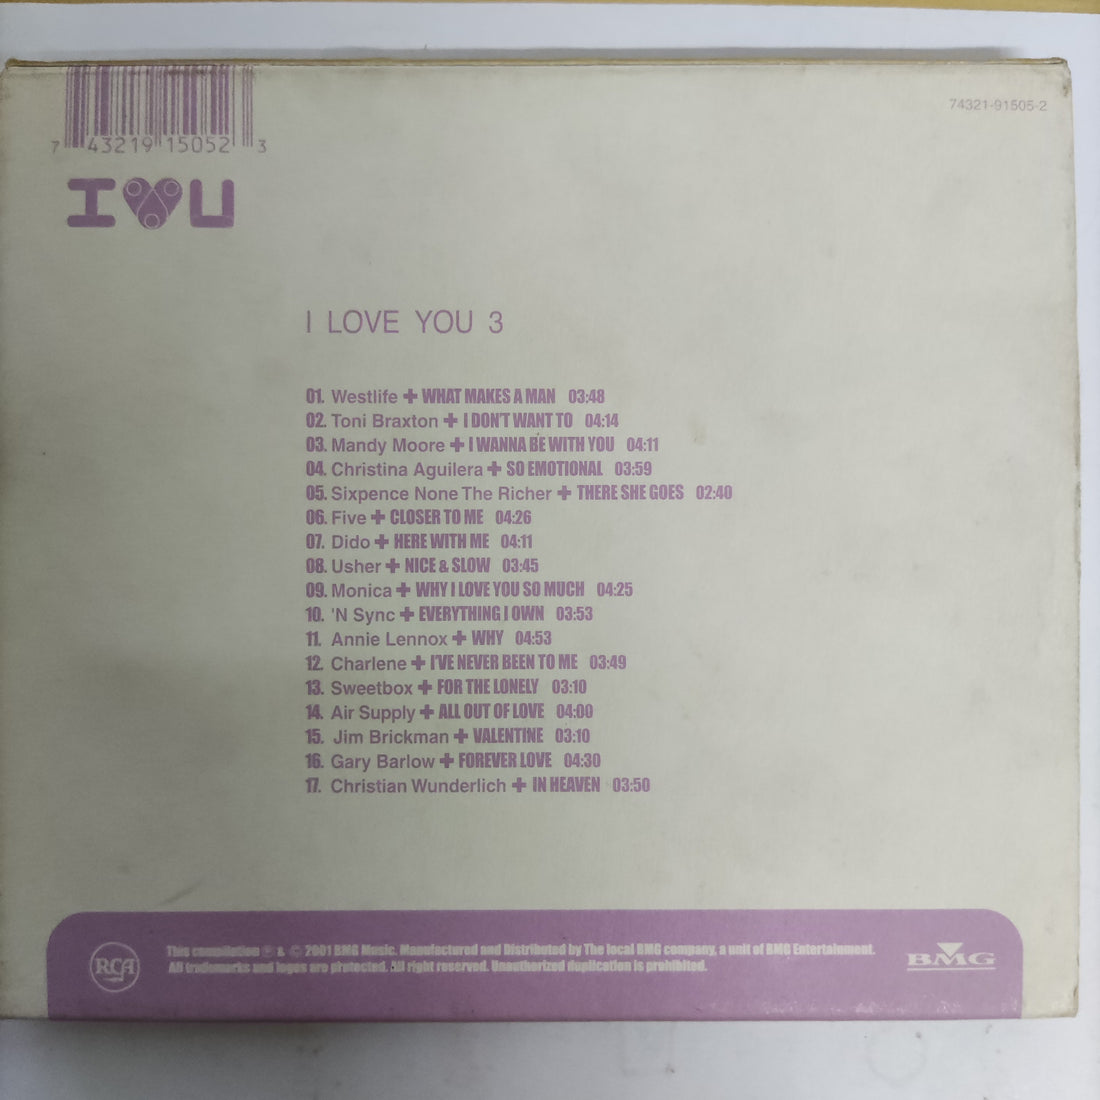 74321-91505-2
7 43219 15052 3
I U
I LOVE YOU 3
01. Westlife + WHAT MAKES A MAN 03:48
02. Toni Braxton + I DON'T WANT TO 04:14
03. Mandy Moore + I WANNA BE WITH YOU 04:11
04. Christina Aguilera + SO EMOTIONAL 03:59
05. Sixpence None The Richer + THERE SHE GOES 02:40
06. Five + CLOSER TO ME 04:26
07. Dido + HERE WITH ME 04:11
08. Usher + NICE & SLOW 03:45
09. Monica + WHY I LOVE YOU SO MUCH 04:25
10. 'N Sync + EVERYTHING I OWN 03:53
11. Annie Lennox + WHY 04:53
12. Charlene + I'VE NEVER BEEN TO ME 03:49
13. Sweetbox + FOR THE LONELY 03:10
14. Air Supply + ALL OUT OF LOVE 04:00
15. Jim Brickman + VALENTINE 03:10
16. Gary Barlow + FOREVER LOVE 04:30
17. Christian Wunderlich + IN HEAVEN 03:50
RCA
This compilation ℗ & © 2001 BMG Music. Manufactured and Distributed by The local BMG company, a unit of BMG Entertainment.
All trademarks and logos are protected. All right reserved. Unauthorized duplication is prohibited.
BMG